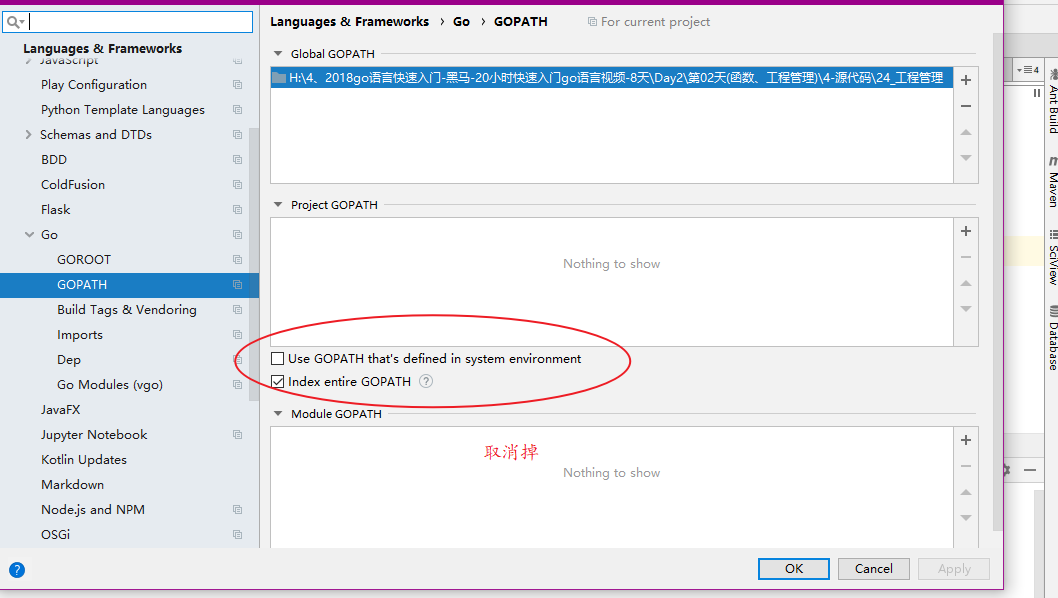 Languages & Frameworks › Go › GOPATH For current project
Languages & Frameworks
JavaScript
Play Configuration
Python Template Languages
Schemas and DTDs
BDD
ColdFusion
Flask
Go
GOROOT
GOPATH
Build Tags & Vendoring
Imports
Dep
Go Modules (vgo)
JavaFX
Jupyter Notebook
Kotlin Updates
Markdown
Node.js and NPM
OSGi
Global GOPATH
H:\4、2018go语言快速入门-黑马-20小时快速入门go语言视频-8天\Day2\第02天(函数、工程管理)\4-源代码\24_工程管理
Project GOPATH
Nothing to show
Use GOPATH that's defined in system environment
Index entire GOPATH ?
Module GOPATH
取消掉
Nothing to show
?
OK
Cancel
Apply
4
Ant Build
m
Maven
SciView
Database